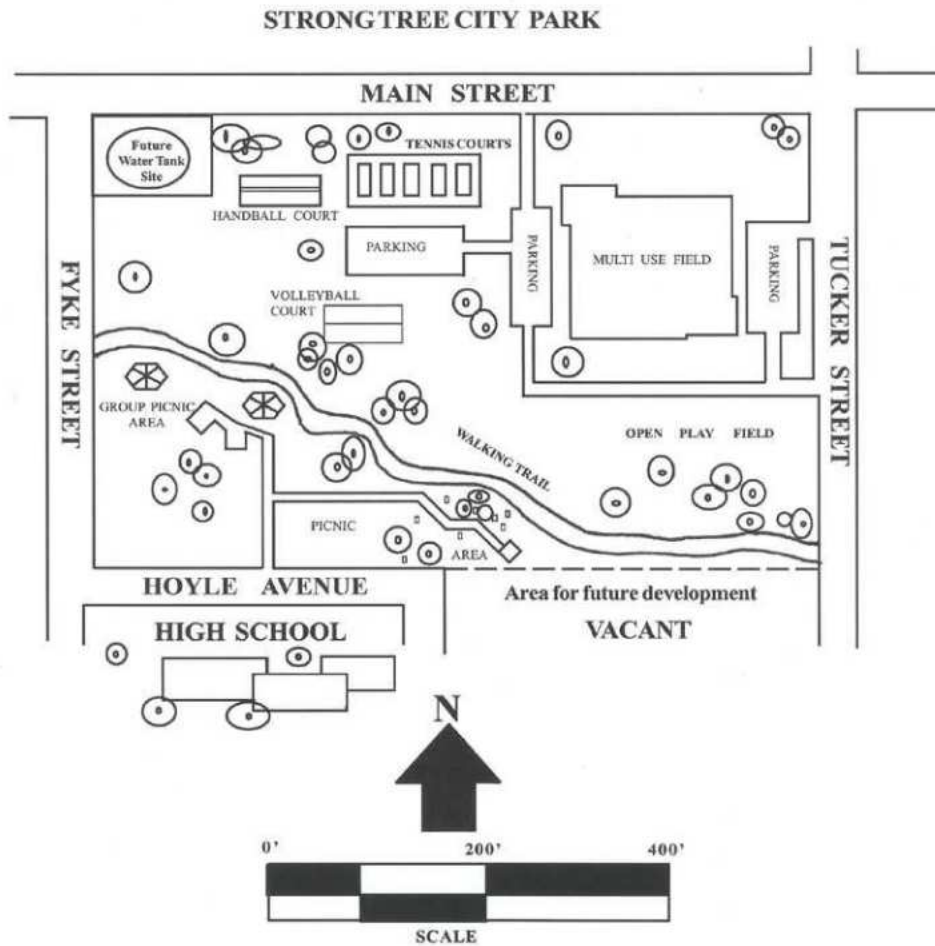 STRONG TREE CITY PARK
MAIN STREET
Future
Water Tank
Site
TENNIS COURTS
HANDBALL COURT
PARKING
PARKING
MULTI USE FIELD
PARKING
FYKE STREET
TUCKER STREET
VOLLEYBALL
COURT
GROUP PICNIC
AREA
WALKING TRAIL
OPEN PLAY FIELD
PICNIC
AREA
HOYLE AVENUE
Area for future development
HIGH SCHOOL
VACANT
N
0'
200'
400'
SCALE